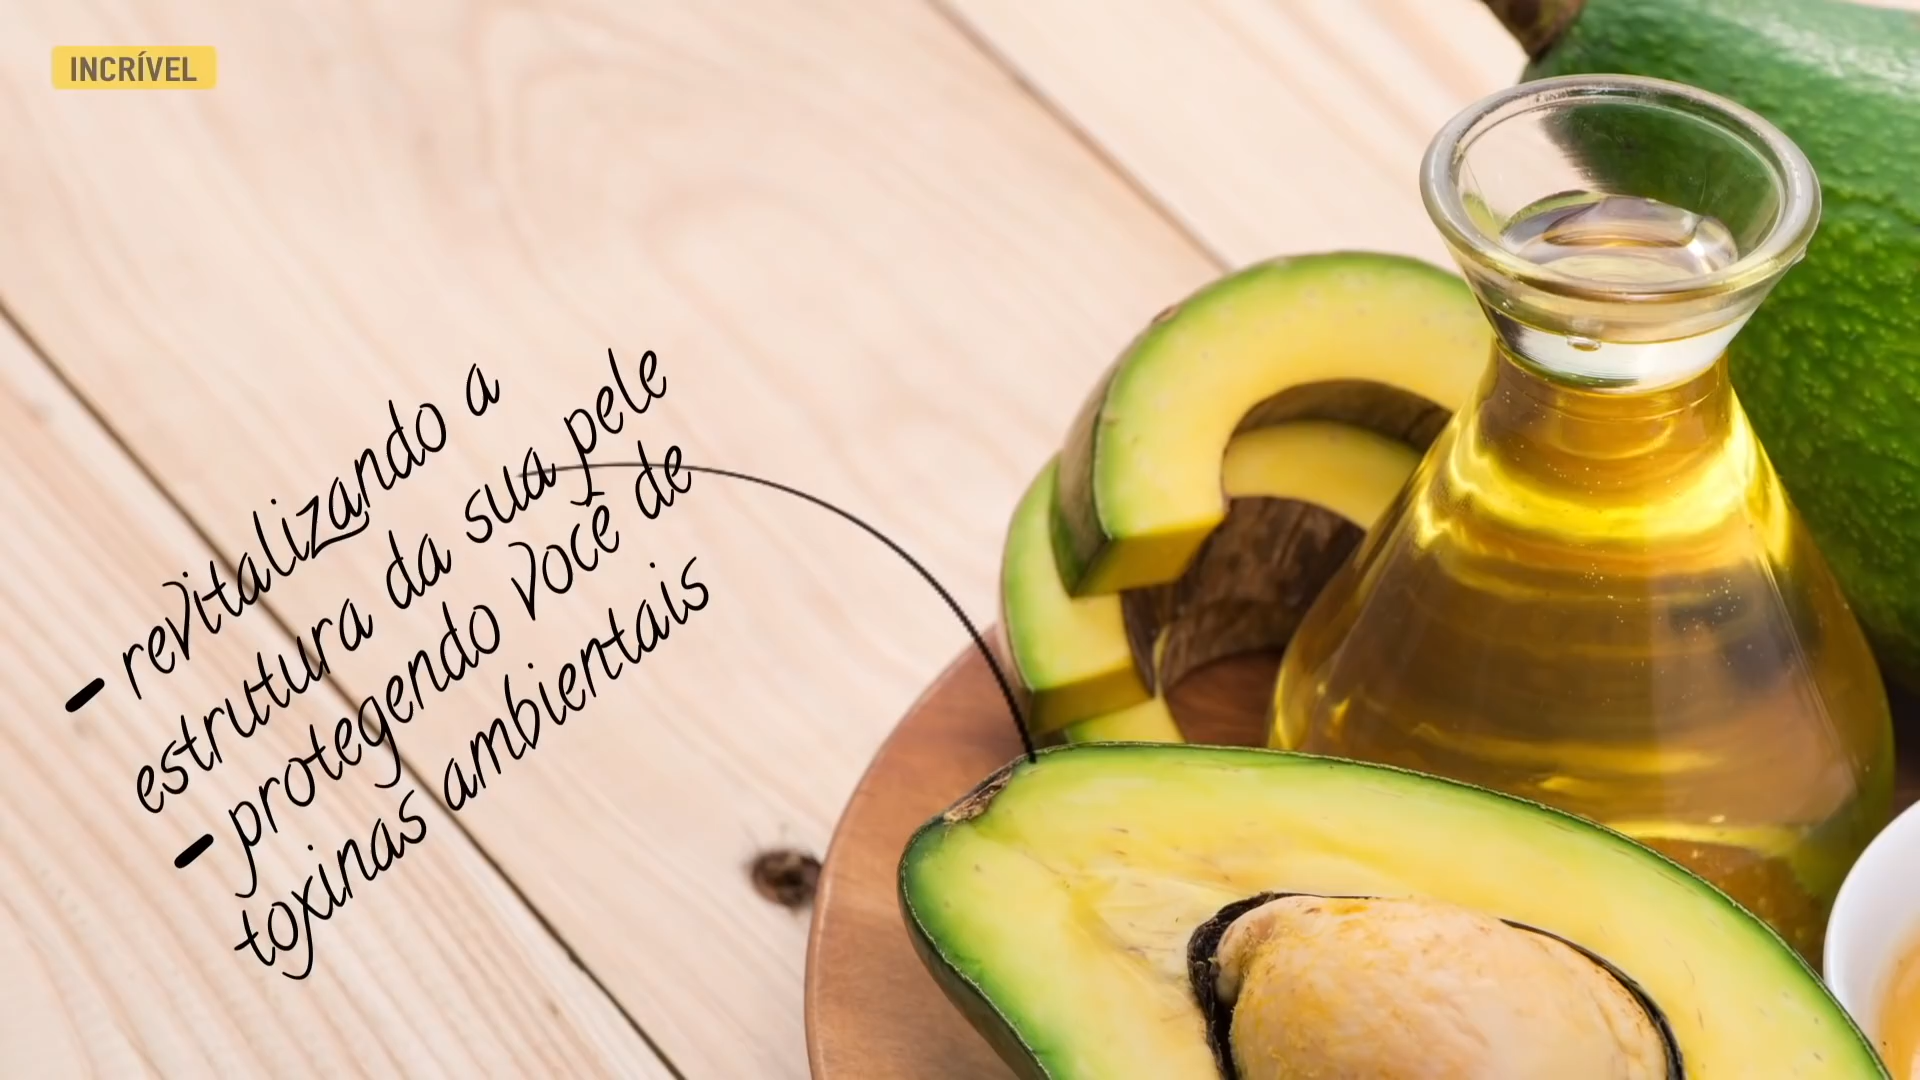 INCRÍVEL
- revitalizando a
estrutura da sua pele
- protegendo você de
toxinas ambientais